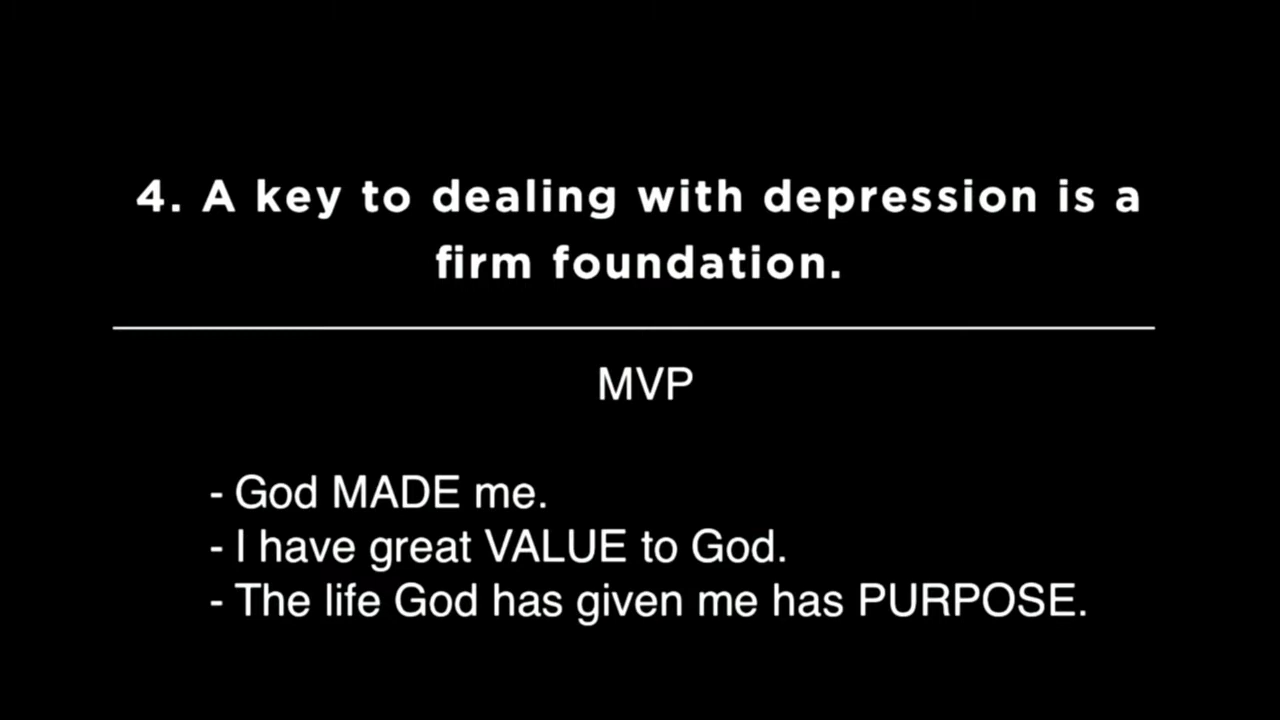 4. A key to dealing with depression is a
firm foundation.
MVP
- God MADE me.
- I have great VALUE to God.
- The life God has given me has PURPOSE.